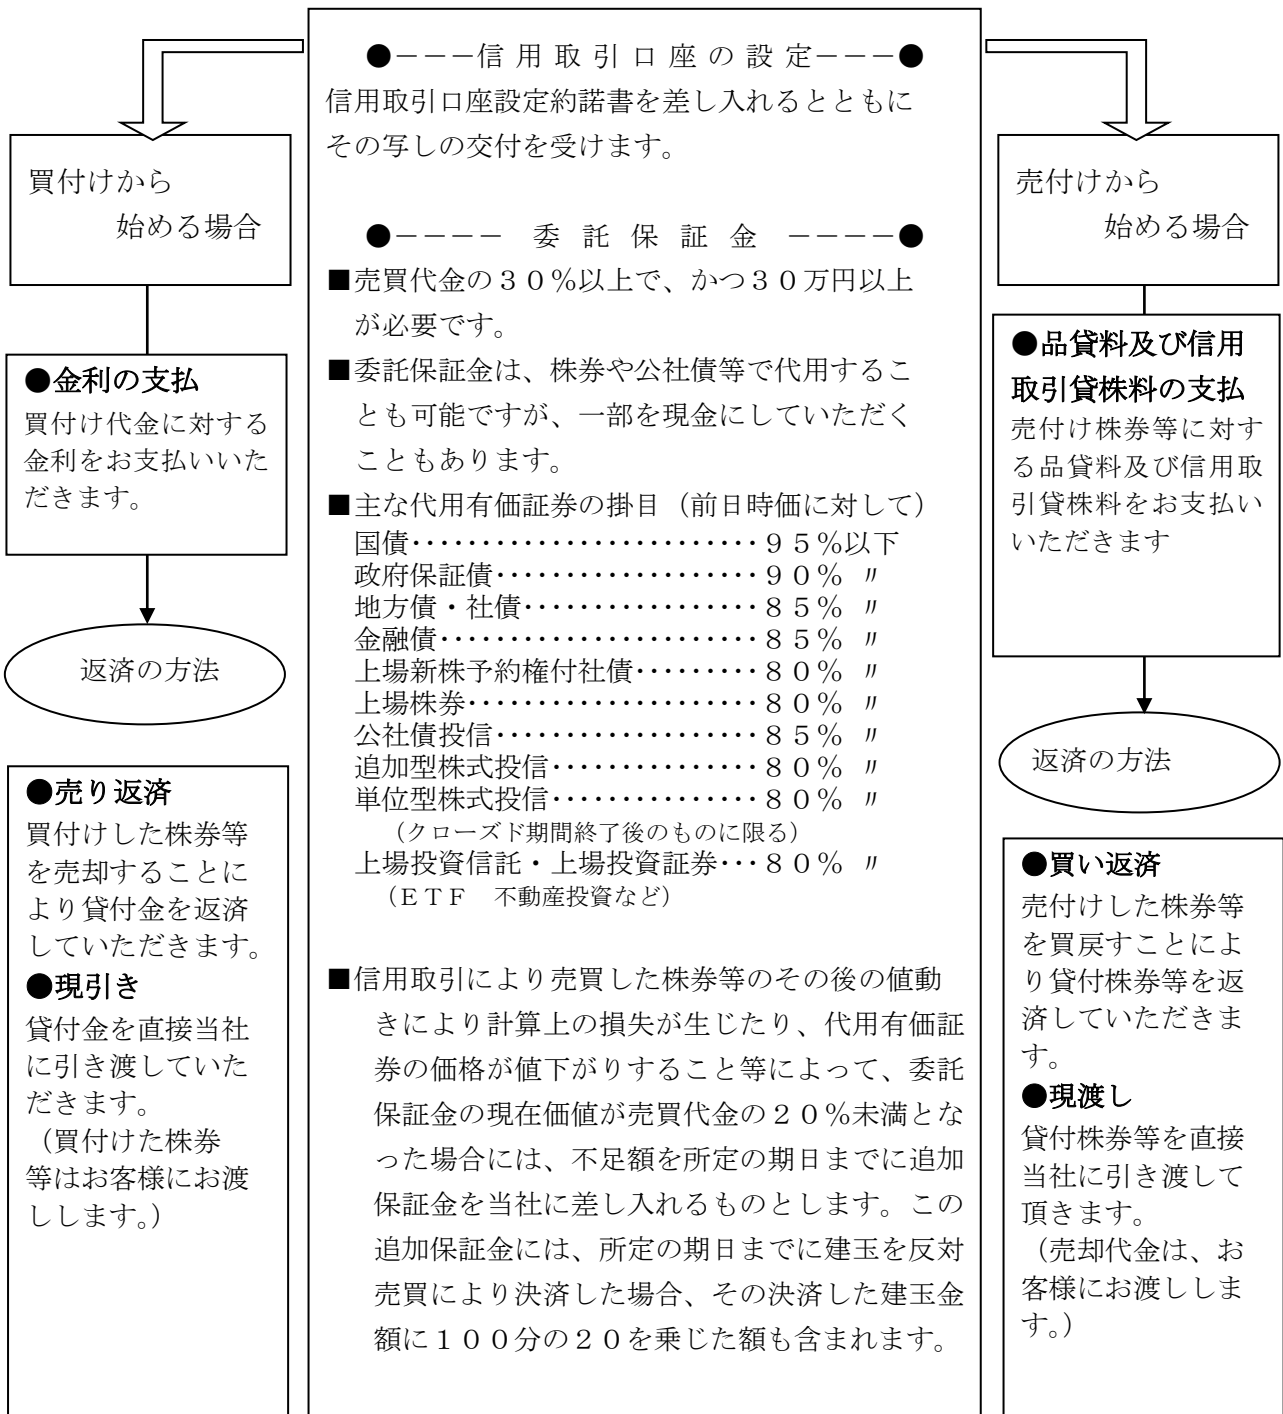 ●−−−信用取引口座の設定−−−●
信用取引口座設定約諾書を差し入れるとともに
その写しの交付を受けます。
●−−−− 委託保証金 −−−−●
■売買代金の３０％以上で、かつ３０万円以上
が必要です。
■委託保証金は、株券や公社債等で代用するこ
とも可能ですが、一部を現金にしていただく
こともあります。
■主な代用有価証券の掛目（前日時価に対して）
国債・・・・・・・・・・・・・・・・・・・・・・・・・９５％以下
政府保証債・・・・・・・・・・・・・・・・・・・９０％ 〃
地方債・社債・・・・・・・・・・・・・・・・・８５％ 〃
金融債・・・・・・・・・・・・・・・・・・・・・・・８５％ 〃
上場新株予約権付社債・・・・・・・・・８０％ 〃
上場株券・・・・・・・・・・・・・・・・・・・・・８０％ 〃
公社債投信・・・・・・・・・・・・・・・・・・・８５％ 〃
追加型株式投信・・・・・・・・・・・・・・・８０％ 〃
単位型株式投信・・・・・・・・・・・・・・・８０％ 〃
（クローズド期間終了後のものに限る）
上場投資信託・上場投資証券・・・８０％ 〃
（ＥＴＦ　不動産投資など）
■信用取引により売買した株券等のその後の値動
きにより計算上の損失が生じたり、代用有価証
券の価格が値下がりすること等によって、委託
保証金の現在価値が売買代金の２０％未満とな
った場合には、不足額を所定の期日までに追加
保証金を当社に差し入れるものとします。この
追加保証金には、所定の期日までに建玉を反対
売買により決済した場合、その決済した建玉金
額に１００分の２０を乗じた額も含まれます。
買付けから
始める場合
●金利の支払
買付け代金に対する
金利をお支払いいた
だきます。
返済の方法
●売り返済
買付けした株券等
を売却することに
より貸付金を返済
していただきます。
●現引き
貸付金を直接当社
に引き渡していた
だきます。
（買付けた株券
等はお客様にお渡
しします。）
売付けから
始める場合
●品貸料及び信用
取引貸株料の支払
売付け株券等に対す
る品貸料及び信用取
引貸株料をお支払い
いただきます
返済の方法
●買い返済
売付けした株券等
を買戻すことによ
り貸付株券等を返
済していただきま
す。
●現渡し
貸付株券等を直接
当社に引き渡して
頂きます。
（売却代金は、お
客様にお渡ししま
す。）